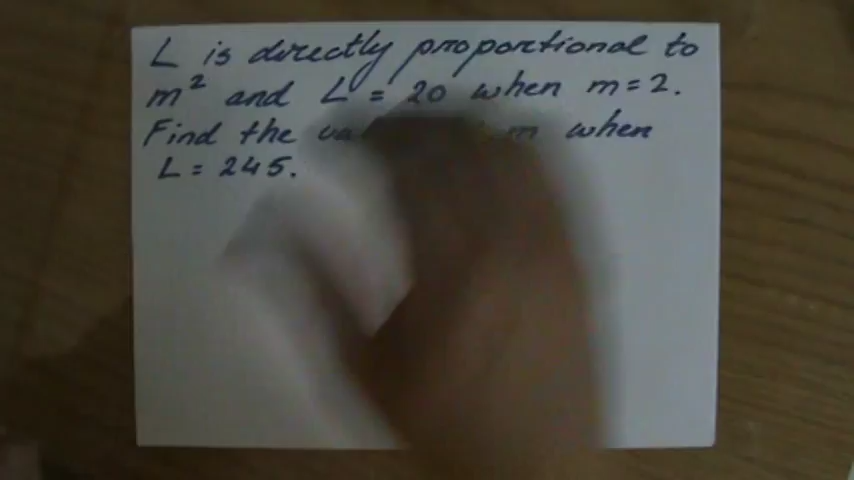 L is directly proportional to
m² and L = 20 when m = 2.
Find the m when
L = 245.